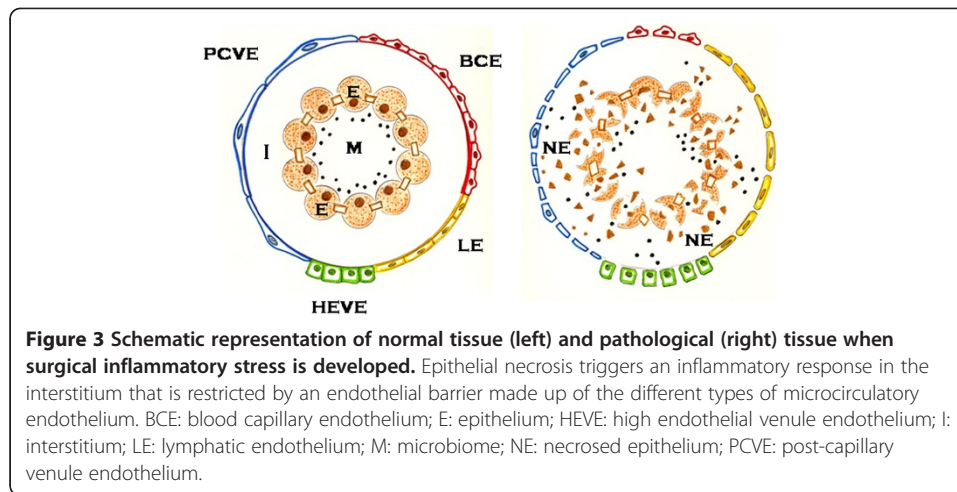 PCVE
BCE
E
I
M
E
LE
HEVE
NE
NE
Figure 3 Schematic representation of normal tissue (left) and pathological (right) tissue when
surgical inflammatory stress is developed. Epithelial necrosis triggers an inflammatory response in the
interstitium that is restricted by an endothelial barrier made up of the different types of microcirculatory
endothelium. BCE: blood capillary endothelium; E: epithelium; HEVE: high endothelial venule endothelium; I:
interstitium; LE: lymphatic endothelium; M: microbiome; NE: necrosed epithelium; PCVE: post-capillary
venule endothelium.